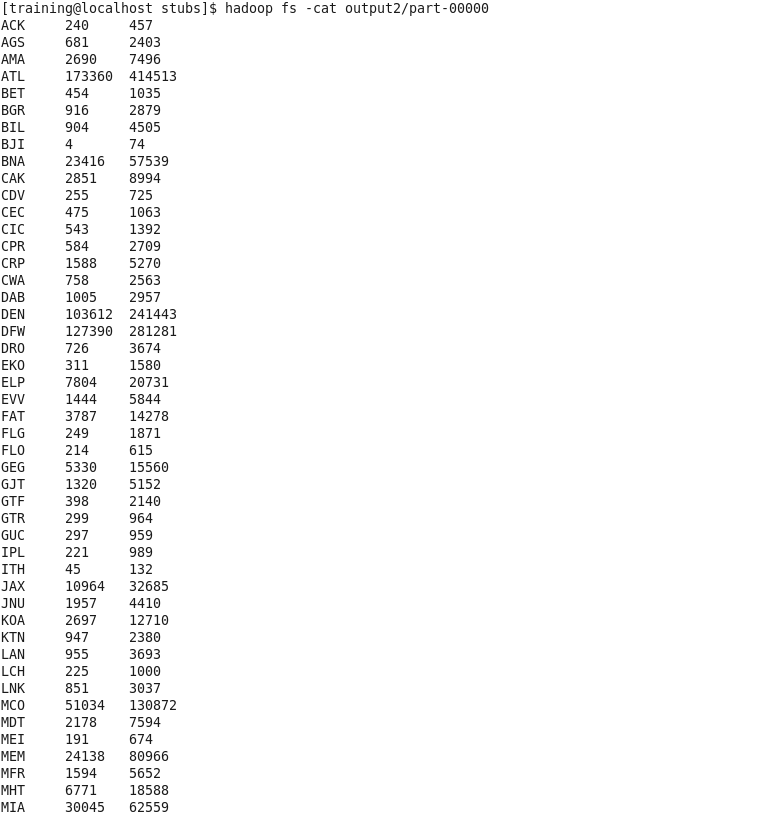 [training@localhost stubs]$ hadoop fs -cat output2/part-00000
ACK 240 457
AGS 681 2403
AMA 2690 7496
ATL 173360 414513
BET 454 1035
BGR 916 2879
BIL 904 4505
BJI 4 74
BNA 23416 57539
CAK 2851 8994
CDV 255 725
CEC 475 1063
CIC 543 1392
CPR 584 2709
CRP 1588 5270
CWA 758 2563
DAB 1005 2957
DEN 103612 241443
DFW 127390 281281
DRO 726 3674
EKO 311 1580
ELP 7804 20731
EVV 1444 5844
FAT 3787 14278
FLG 249 1871
FLO 214 615
GEG 5330 15560
GJT 1320 5152
GTF 398 2140
GTR 299 964
GUC 297 959
IPL 221 989
ITH 45 132
JAX 10964 32685
JNU 1957 4410
KOA 2697 12710
KTN 947 2380
LAN 955 3693
LCH 225 1000
LNK 851 3037
MCO 51034 130872
MDT 2178 7594
MEI 191 674
MEM 24138 80966
MFR 1594 5652
MHT 6771 18588
MIA 30045 62559